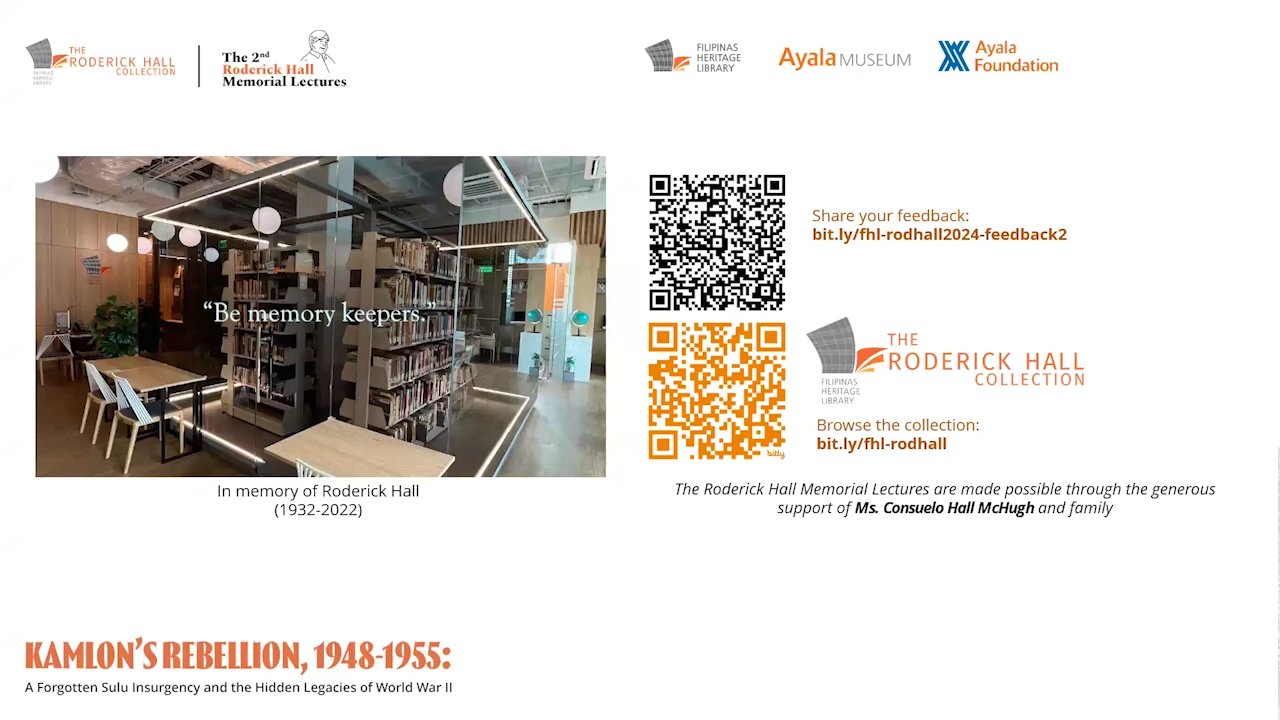 THE
RODERICK HALL
COLLECTION
FILIPINAS
HERITAGE
LIBRARY
The 2nd
Roderick Hall
Memorial Lectures
FILIPINAS
HERITAGE
LIBRARY
Ayala MUSEUM
Ayala
Foundation
“Be memory keepers.”
In memory of Roderick Hall
(1932-2022)
Share your feedback:
bit.ly/fhl-rodhall2024-feedback2
bitly
THE
RODERICK HALL
COLLECTION
FILIPINAS
HERITAGE
LIBRARY
Browse the collection:
bit.ly/fhl-rodhall
The Roderick Hall Memorial Lectures are made possible through the generous
support of Ms. Consuelo Hall McHugh and family
KAMLON’S REBELLION, 1948-1955:
A Forgotten Sulu Insurgency and the Hidden Legacies of World War II